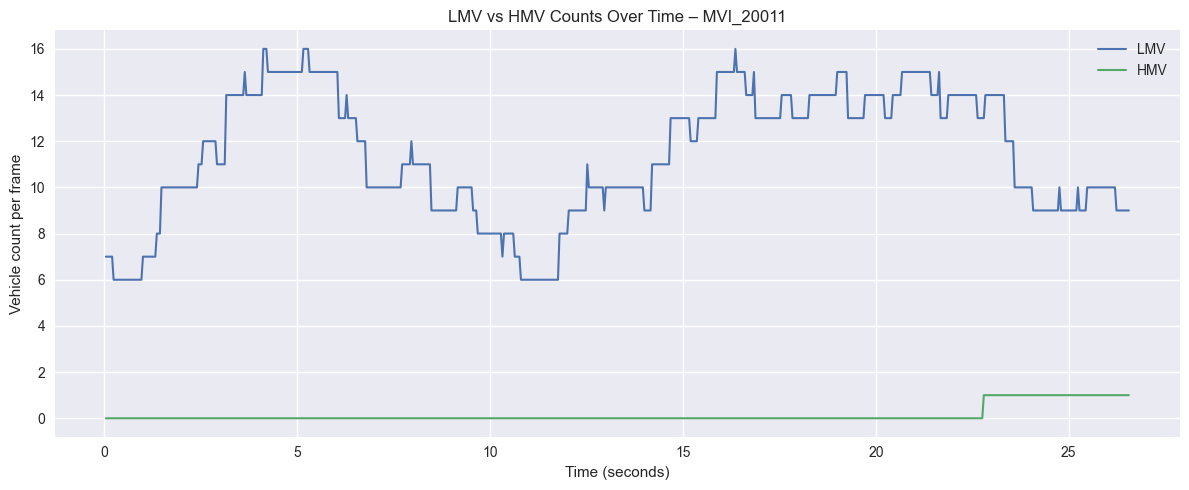 LMV vs HMV Counts Over Time – MVI_20011
LMV
HMV
Vehicle count per frame
16
14
12
10
8
6
4
2
0
0 5 10 15 20 25
Time (seconds)